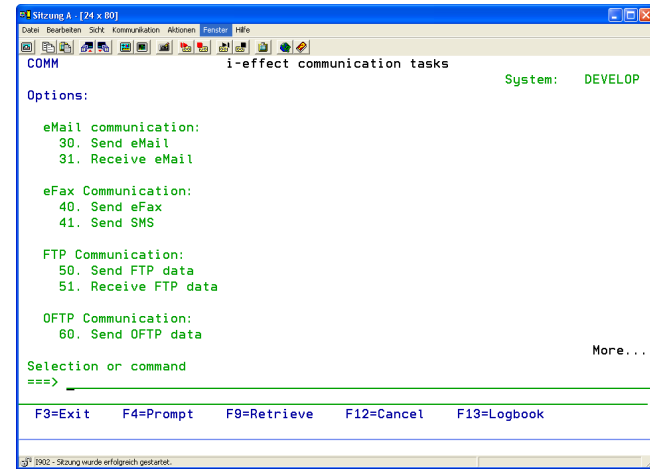 Sitzung A - [24 x 80]
Datei Bearbeiten Sicht Kommunikation Aktionen Fenster Hilfe
COMM i-effect communication tasks
System: DEVELOP
Options:
eMail communication:
30. Send eMail
31. Receive eMail
eFax Communication:
40. Send eFax
41. Send SMS
FTP Communication:
50. Send FTP data
51. Receive FTP data
OFTP Communication:
60. Send OFTP data
More...
Selection or command
===> _
F3=Exit F4=Prompt F9=Retrieve F12=Cancel F13=Logbook
I902 - Sitzung wurde erfolgreich gestartet.